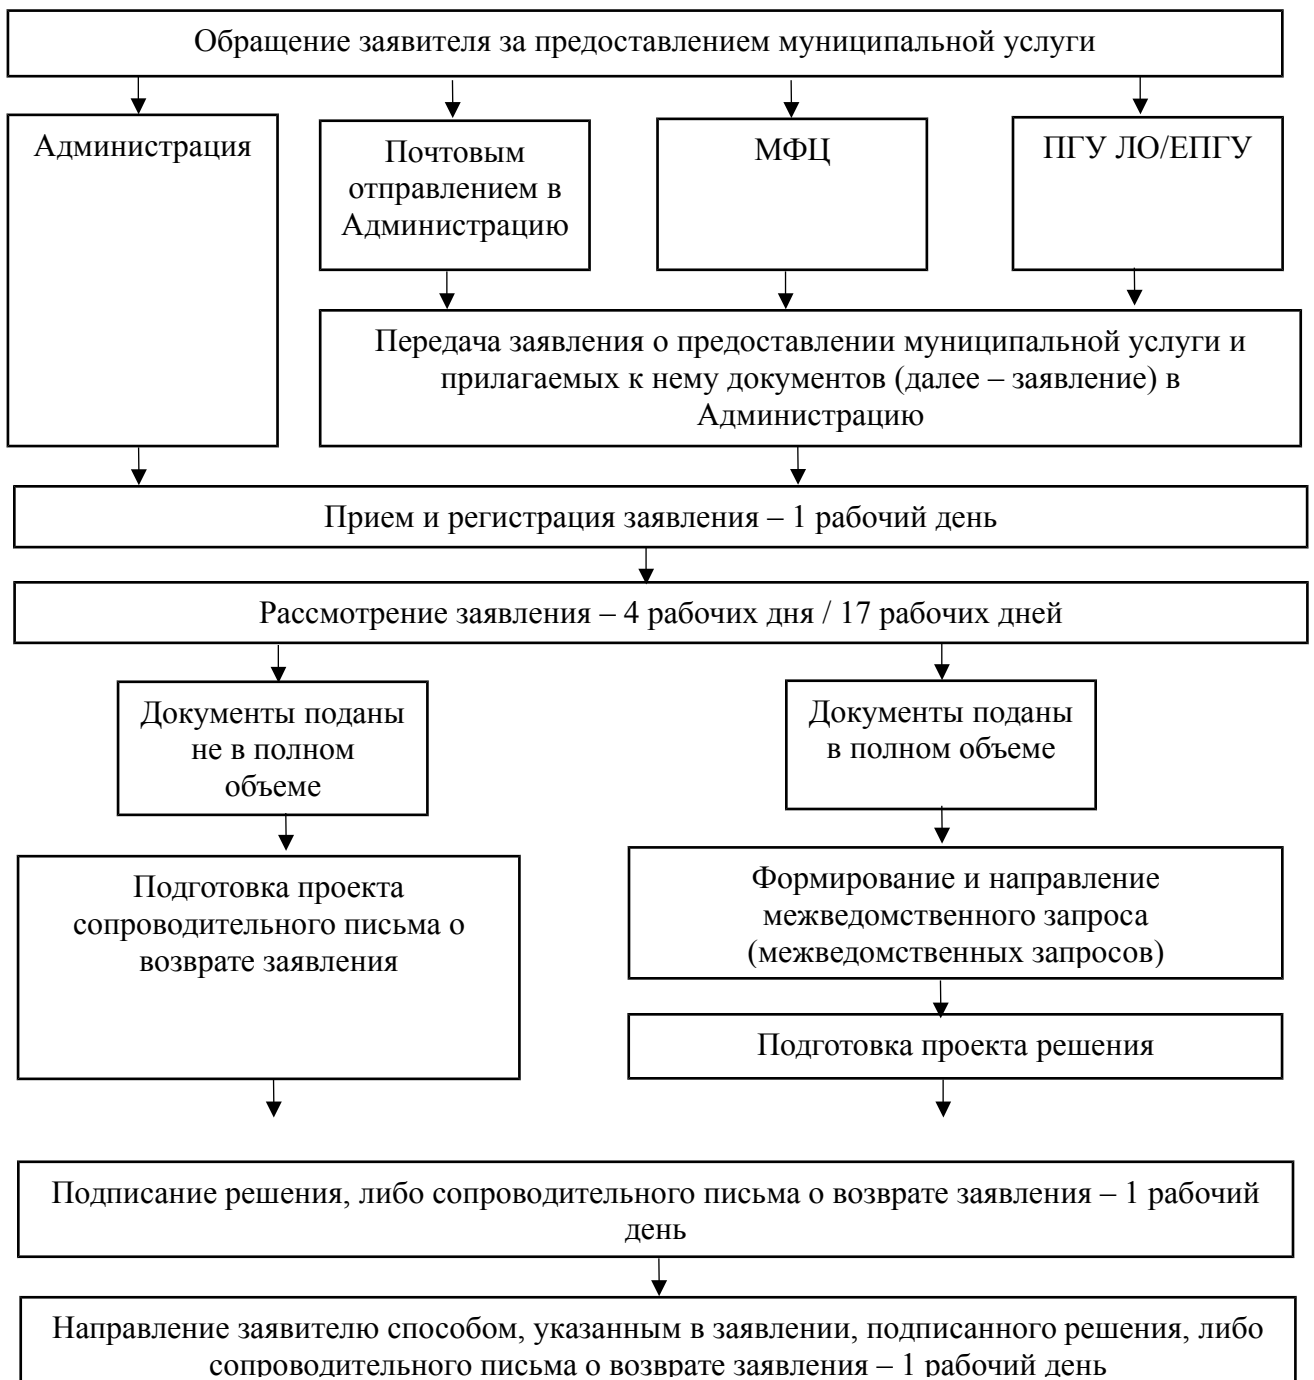 Обращение заявителя за предоставлением муниципальной услуги
Администрация
Почтовым
отправлением в
Администрацию
МФЦ
ПГУ ЛО/ЕПГУ
Передача заявления о предоставлении муниципальной услуги и
прилагаемых к нему документов (далее – заявление) в
Администрацию
Прием и регистрация заявления – 1 рабочий день
Рассмотрение заявления – 4 рабочих дня / 17 рабочих дней
Документы поданы
не в полном
объеме
Документы поданы
в полном объеме
Подготовка проекта
сопроводительного письма о
возврате заявления
Формирование и направление
межведомственного запроса
(межведомственных запросов)
Подготовка проекта решения
Подписание решения, либо сопроводительного письма о возврате заявления – 1 рабочий
день
Направление заявителю способом, указанным в заявлении, подписанного решения, либо
сопроводительного письма о возврате заявления – 1 рабочий день